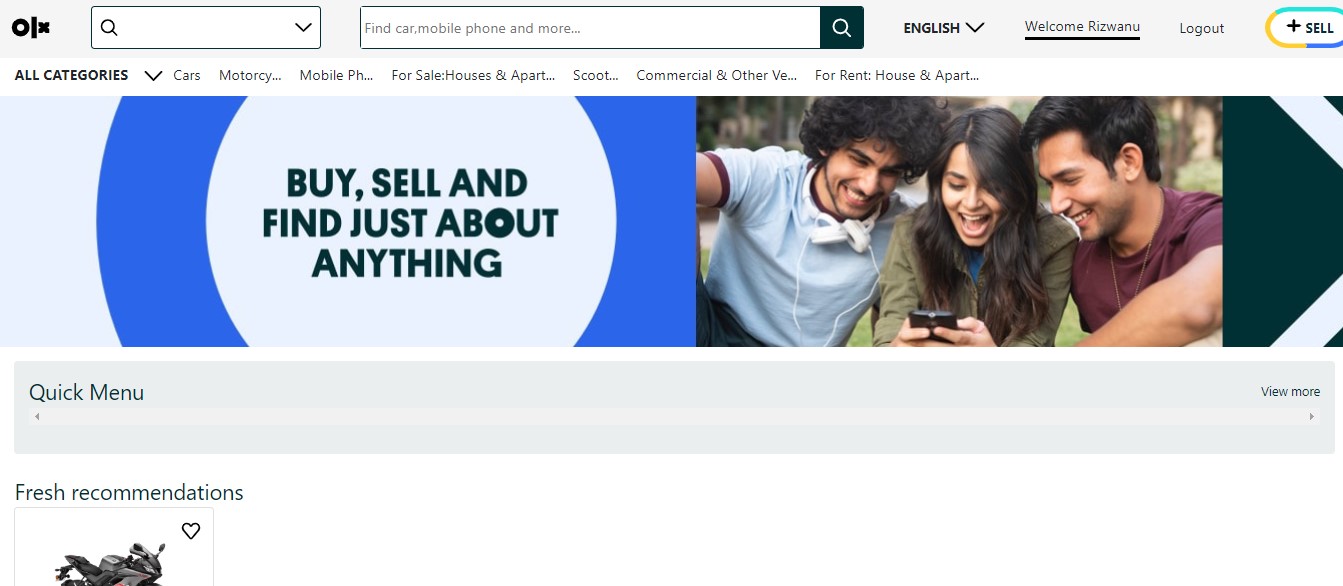 olx
Find car,mobile phone and more...
ENGLISH
Welcome Rizwanu
Logout
+ SELL
ALL CATEGORIES
Cars
Motorcy...
Mobile Ph...
For Sale:Houses & Apart...
Scoot...
Commercial & Other Ve...
For Rent: House & Apart...
BUY, SELL AND
FIND JUST ABOUT
ANYTHING
Quick Menu
View more
Fresh recommendations